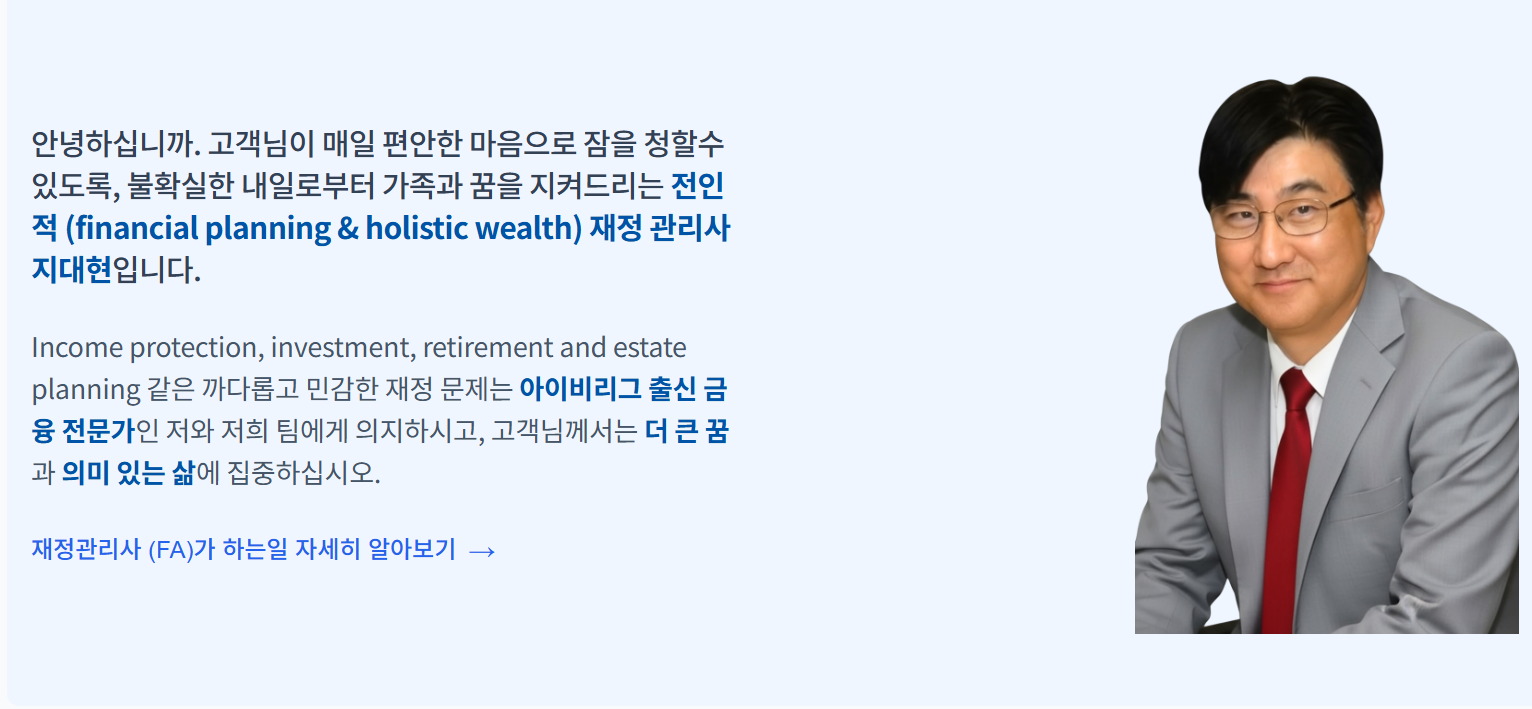 안녕하십니까. 고객님이 매일 편안한 마음으로 잠을 청할수
있도록, 불확실한 내일로부터 가족과 꿈을 지켜드리는 전인
적 (financial planning & holistic wealth) 재정 관리사
지대현입니다.
Income protection, investment, retirement and estate
planning 같은 까다롭고 민감한 재정 문제는 아이비리그 출신 금
융 전문가인 저와 저희 팀에게 의지하시고, 고객님께서는 더 큰 꿈
과 의미 있는 삶에 집중하십시오.
재정관리사 (FA)가 하는일 자세히 알아보기 →